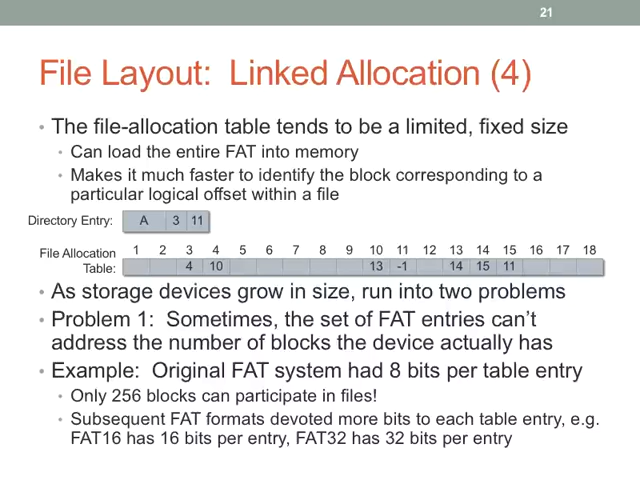 21
File Layout: Linked Allocation (4)
• The file-allocation table tends to be a limited, fixed size
• Can load the entire FAT into memory
• Makes it much faster to identify the block corresponding to a
particular logical offset within a file
Directory Entry: A 3 11
File Allocation 1 2 3 4 5 6 7 8 9 10 11 12 13 14 15 16 17 18
Table: 4 10 13 -1 14 15 11
• As storage devices grow in size, run into two problems
• Problem 1: Sometimes, the set of FAT entries can't
address the number of blocks the device actually has
• Example: Original FAT system had 8 bits per table entry
• Only 256 blocks can participate in files!
• Subsequent FAT formats devoted more bits to each table entry, e.g.
FAT16 has 16 bits per entry, FAT32 has 32 bits per entry